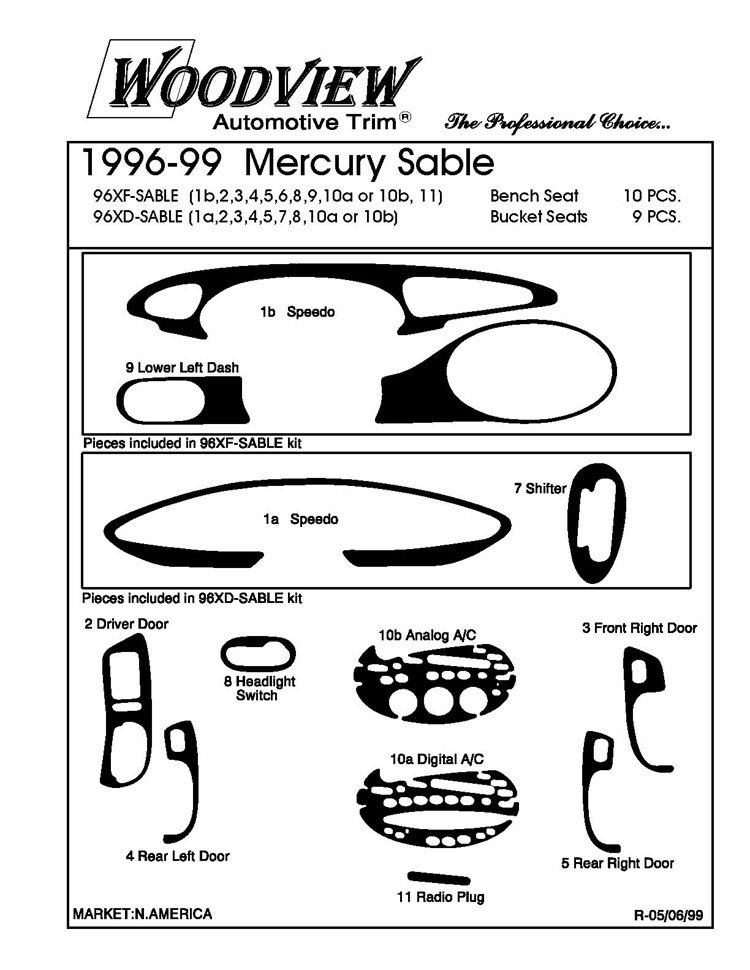 WOODVIEW
Automotive Trim®
The Professional Choice...
1996-99 Mercury Sable
96XF-SABLE (1b,2,3,4,5,6,8,9,10a or 10b, 11) Bench Seat 10 PCS.
96XD-SABLE (1a,2,3,4,5,7,8,10a or 10b) Bucket Seats 9 PCS.
1b Speedo
9 Lower Left Dash
Pieces included in 96XF-SABLE kit
7 Shifter
1a Speedo
Pieces included in 96XD-SABLE kit
2 Driver Door
10b Analog A/C
3 Front Right Door
8 Headlight
Switch
10a Digital A/C
4 Rear Left Door
5 Rear Right Door
11 Radio Plug
MARKET:N.AMERICA
R-05/06/99